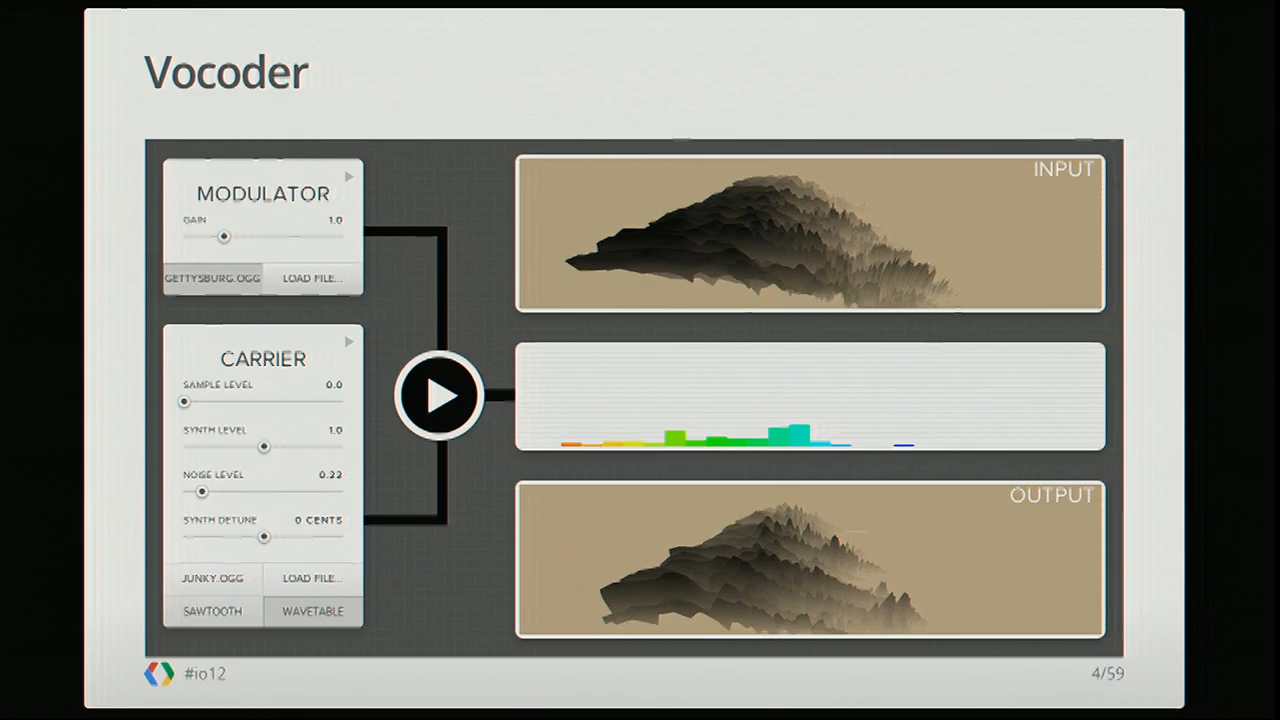 Vocoder
MODULATOR
GAIN 1.0
GETTYSBURG.OGG LOAD FILE...
CARRIER
SAMPLE LEVEL 0.0
SYNTH LEVEL 1.0
NOISE LEVEL 0.22
SYNTH DETUNE 0 CENTS
JUNKY.OGG LOAD FILE...
SAWTOOTH WAVETABLE
INPUT
OUTPUT
#io12
4/59